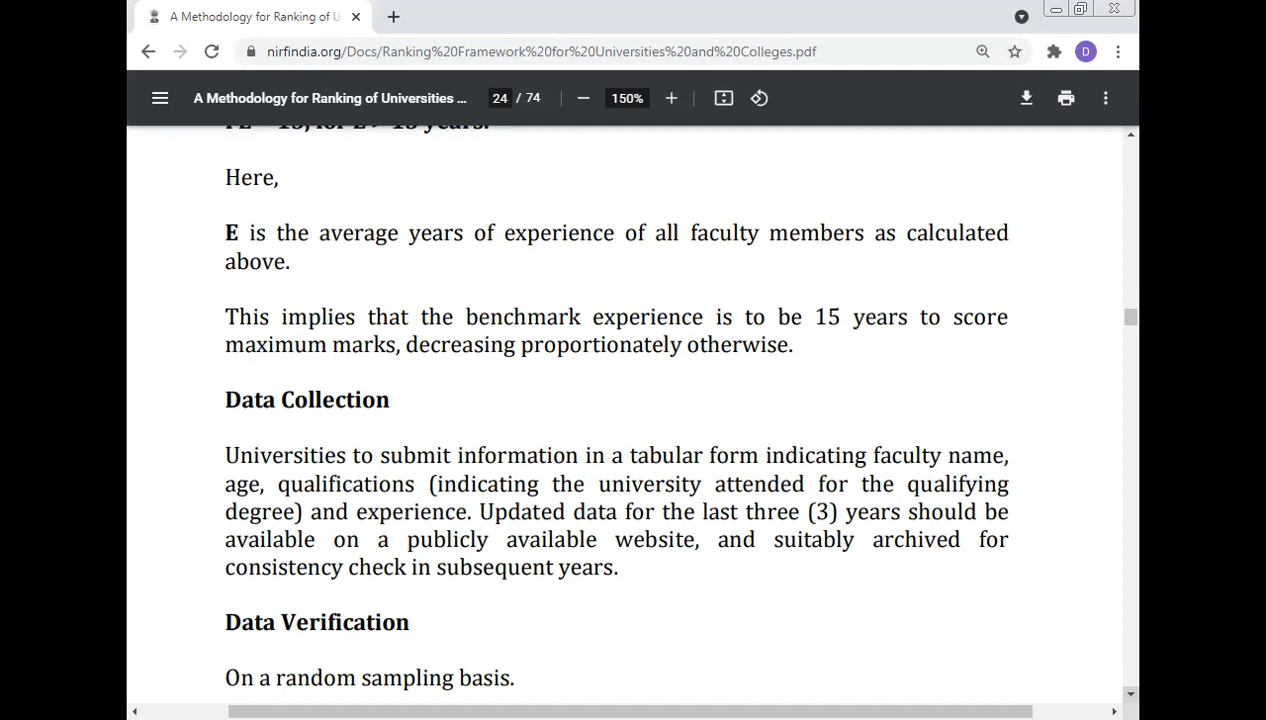 A Methodology for Ranking of U
nirfindia.org/Docs/Ranking%20Framework%20for%20Universities%20and%20Colleges.pdf
D
A Methodology for Ranking of Universities ...
24 / 74
150%
Here,
E is the average years of experience of all faculty members as calculated
above.
This implies that the benchmark experience is to be 15 years to score
maximum marks, decreasing proportionately otherwise.
Data Collection
Universities to submit information in a tabular form indicating faculty name,
age, qualifications (indicating the university attended for the qualifying
degree) and experience. Updated data for the last three (3) years should be
available on a publicly available website, and suitably archived for
consistency check in subsequent years.
Data Verification
On a random sampling basis.